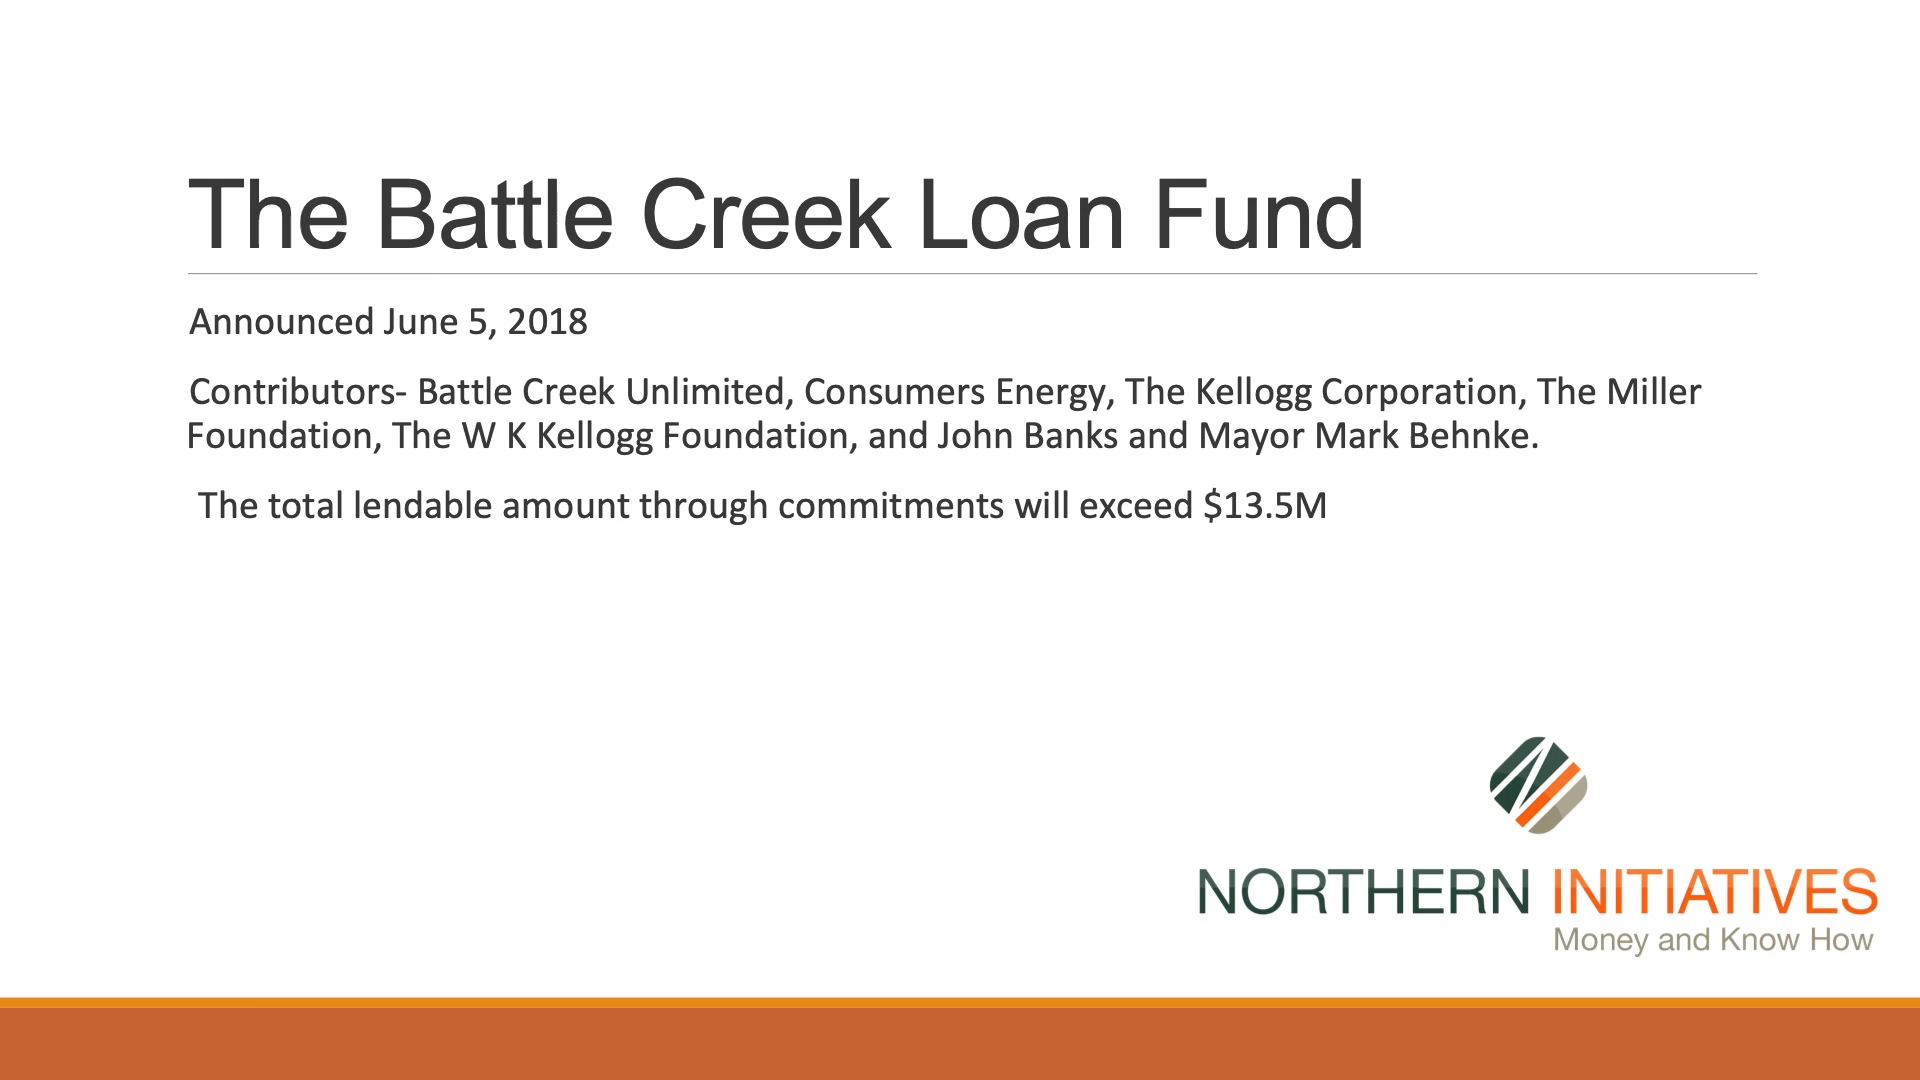 The Battle Creek Loan Fund
Announced June 5, 2018
Contributors- Battle Creek Unlimited, Consumers Energy, The Kellogg Corporation, The Miller
Foundation, The W K Kellogg Foundation, and John Banks and Mayor Mark Behnke.
The total lendable amount through commitments will exceed $13.5M
NORTHERN INITIATIVES
Money and Know How